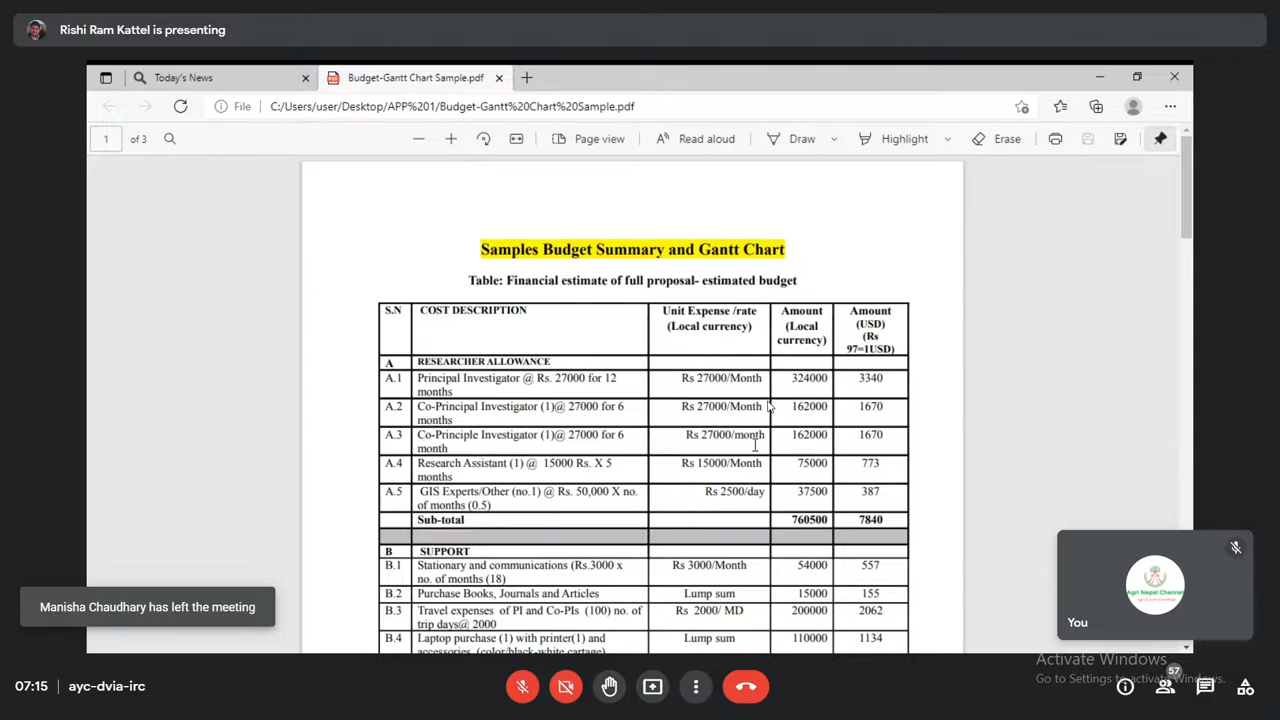 Rishi Ram Kattel is presenting
Today's News
Budget-Gantt Chart Sample.pdf
File C:/Users/user/Desktop/APP%201/Budget-Gantt%20Chart%20Sample.pdf
1 of 3 Page view Read aloud Draw Highlight Erase
Samples Budget Summary and Gantt Chart
Table: Financial estimate of full proposal- estimated budget
S.N COST DESCRIPTION Unit Expense /rate (Local currency) Amount (Local currency) Amount (USD) (Rs 97=1USD)
A RESEARCHER ALLOWANCE
A.1 Principal Investigator @ Rs. 27000 for 12 months Rs 27000/Month 324000 3340
A.2 Co-Principal Investigator (1)@ 27000 for 6 months Rs 27000/Month 162000 1670
A.3 Co-Principle Investigator (1)@ 27000 for 6 month Rs 27000/month 162000 1670
A.4 Research Assistant (1) @ 15000 Rs. X 5 months Rs 15000/Month 75000 773
A.5 GIS Experts/Other (no.1) @ Rs. 50,000 X no. of months (0.5) Rs 2500/day 37500 387
Sub-total 760500 7840
B SUPPORT
B.1 Stationary and communications (Rs.3000 x no. of months (18) Rs 3000/Month 54000 557
B.2 Purchase Books, Journals and Articles Lump sum 15000 155
B.3 Travel expenses of PI and Co-PIs (100) no. of trip days@ 2000 Rs 2000/ MD 200000 2062
B.4 Laptop purchase (1) with printer(1) and accessories (color/black-white cartage) Lump sum 110000 1134
Manisha Chaudhary has left the meeting
Agri Nepal Channel
You
Activate Windows
Go to Settings to activate Windows.
07:15 ayc-dvia-irc
57